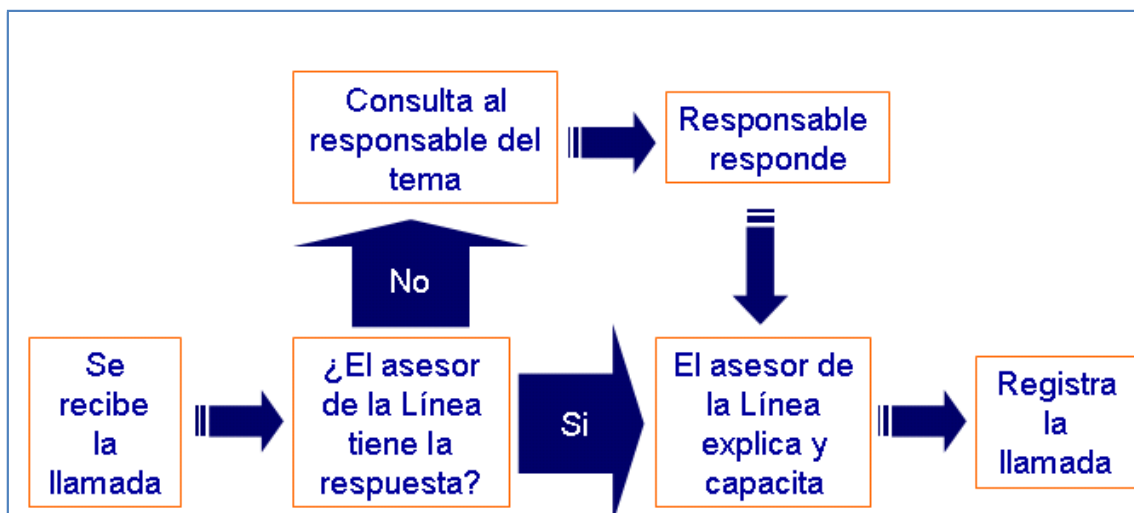 Consulta al
responsable del
tema
Responsable
responde
No
Se
recibe
la
llamada
¿El asesor
de la Línea
tiene la
respuesta?
Si
El asesor de
la Línea
explica y
capacita
Registra
la
llamada